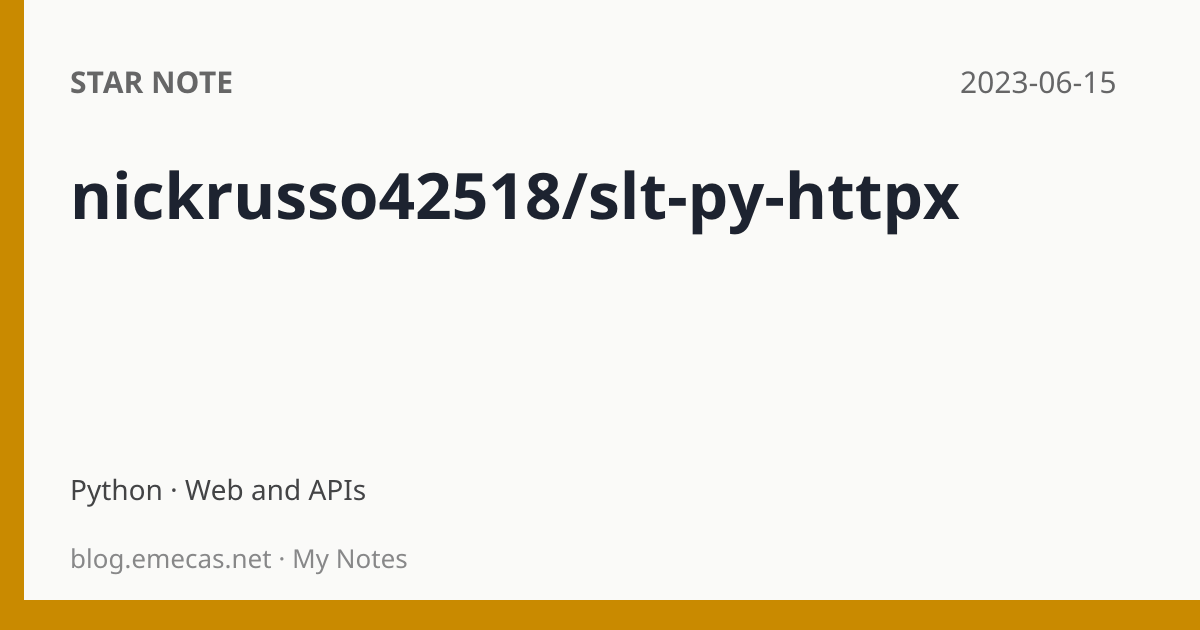 STAR NOTE
2023-06-15
nickrusso42518/slt-py-httpx
Python · Web and APIs
blog.emecas.net · My Notes